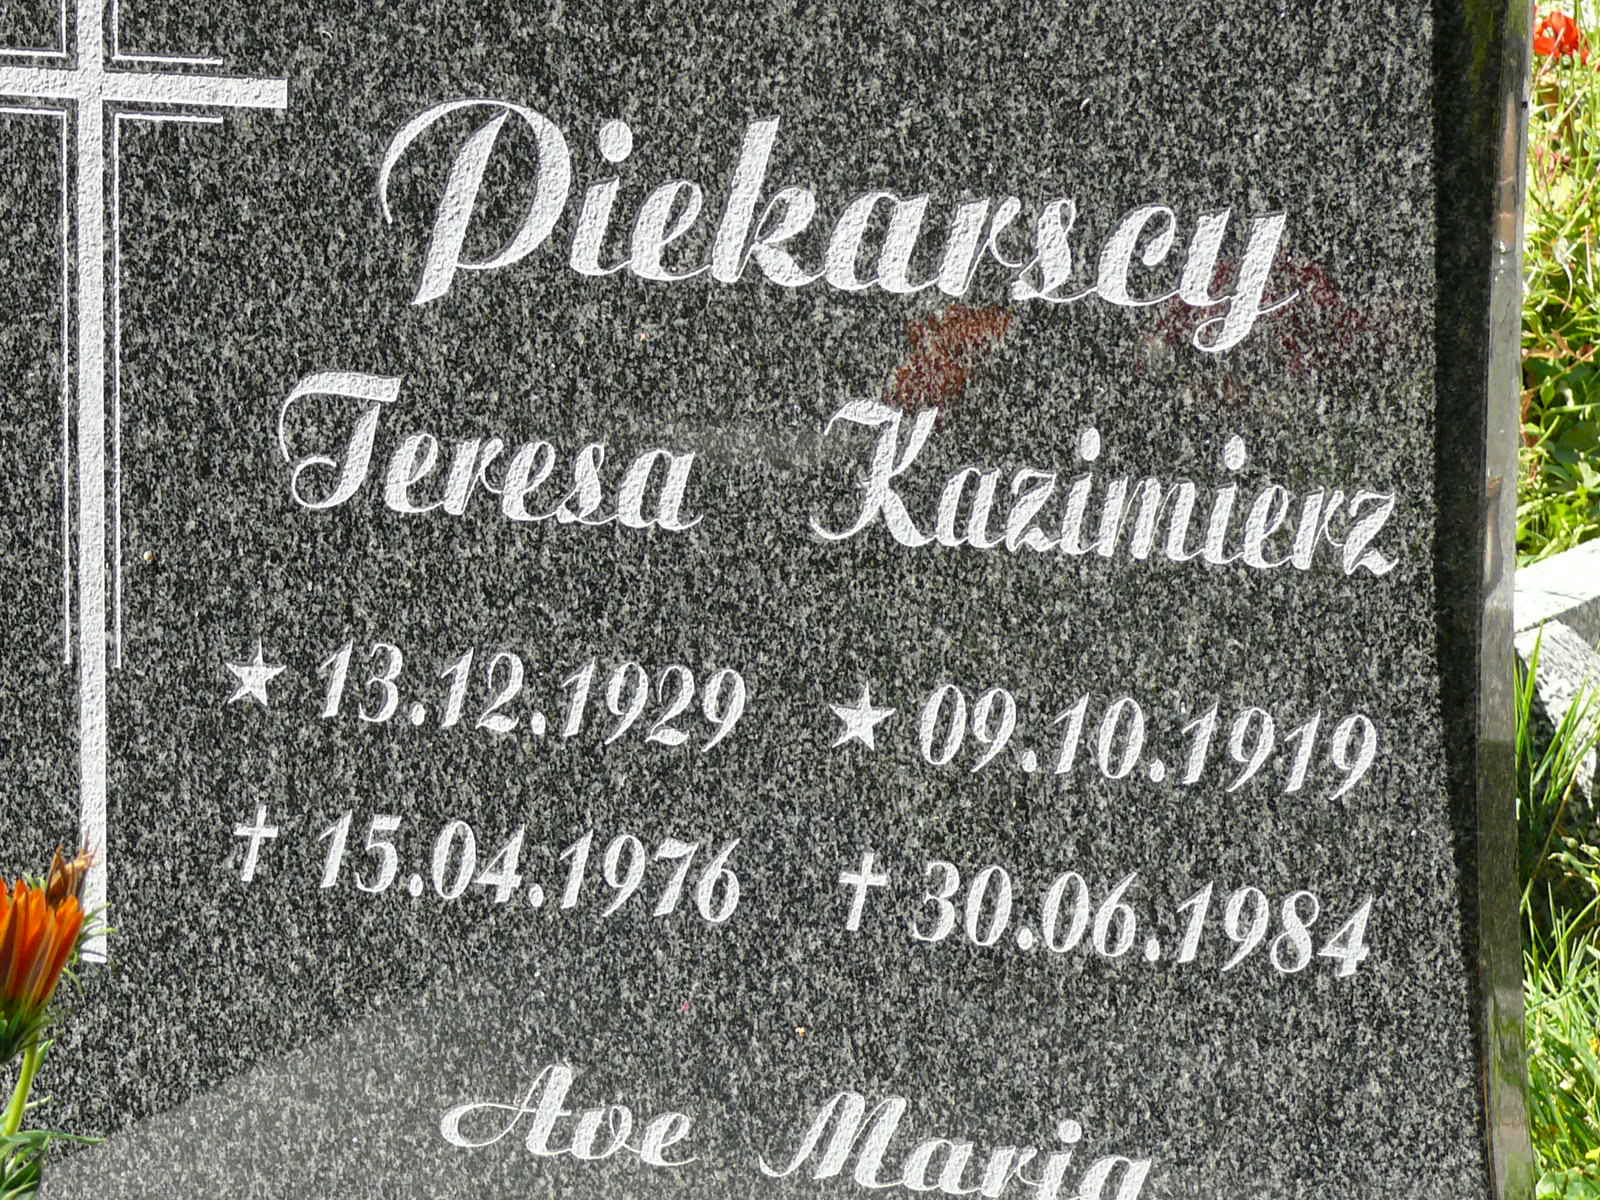 Piekarscy
Teresa Kazimierz
★ 13.12.1929 ★ 09.10.1919
✝ 15.04.1976 ✝ 30.06.1984
Ave Maria